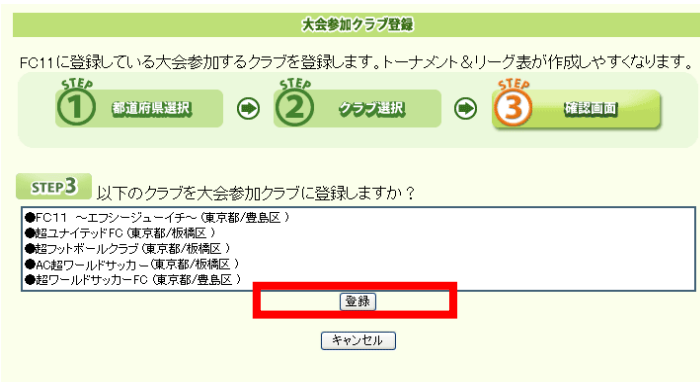 大会参加クラブ登録
FC11に登録している大会参加するクラブを登録します。トーナメント&リーグ表が作成しやすくなります。
STEP 1 都道府県選択
STEP 2 クラブ選択
STEP 3 確認画面
STEP3 以下のクラブを大会参加クラブに登録しますか？
●FC11 ～エフシージューイチ～ (東京都/豊島区 )
●超ユナイテッドFC (東京都/板橋区 )
●超フットボールクラブ (東京都/板橋区 )
●AC超ワールドサッカー (東京都/板橋区 )
●超ワールドサッカーFC (東京都/豊島区 )
登録
キャンセル